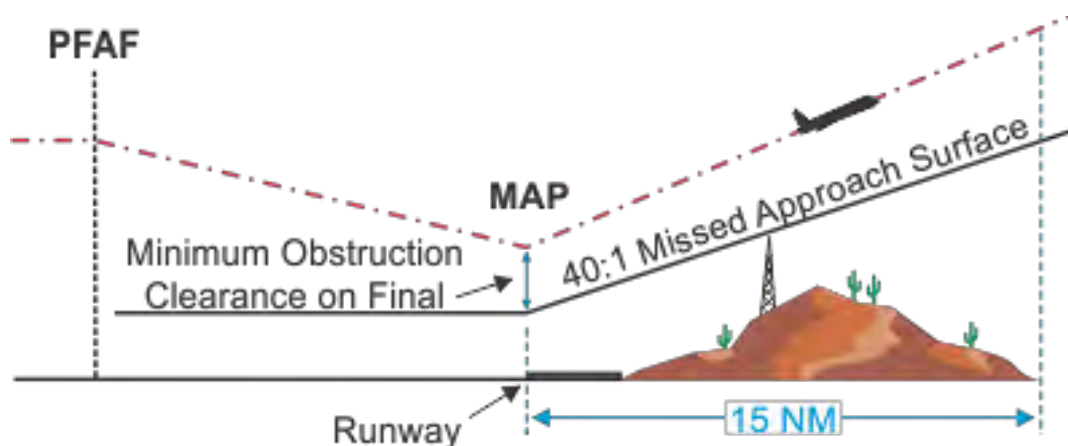 PFAF
MAP
Minimum Obstruction
Clearance on Final
40:1 Missed Approach Surface
Runway
15 NM